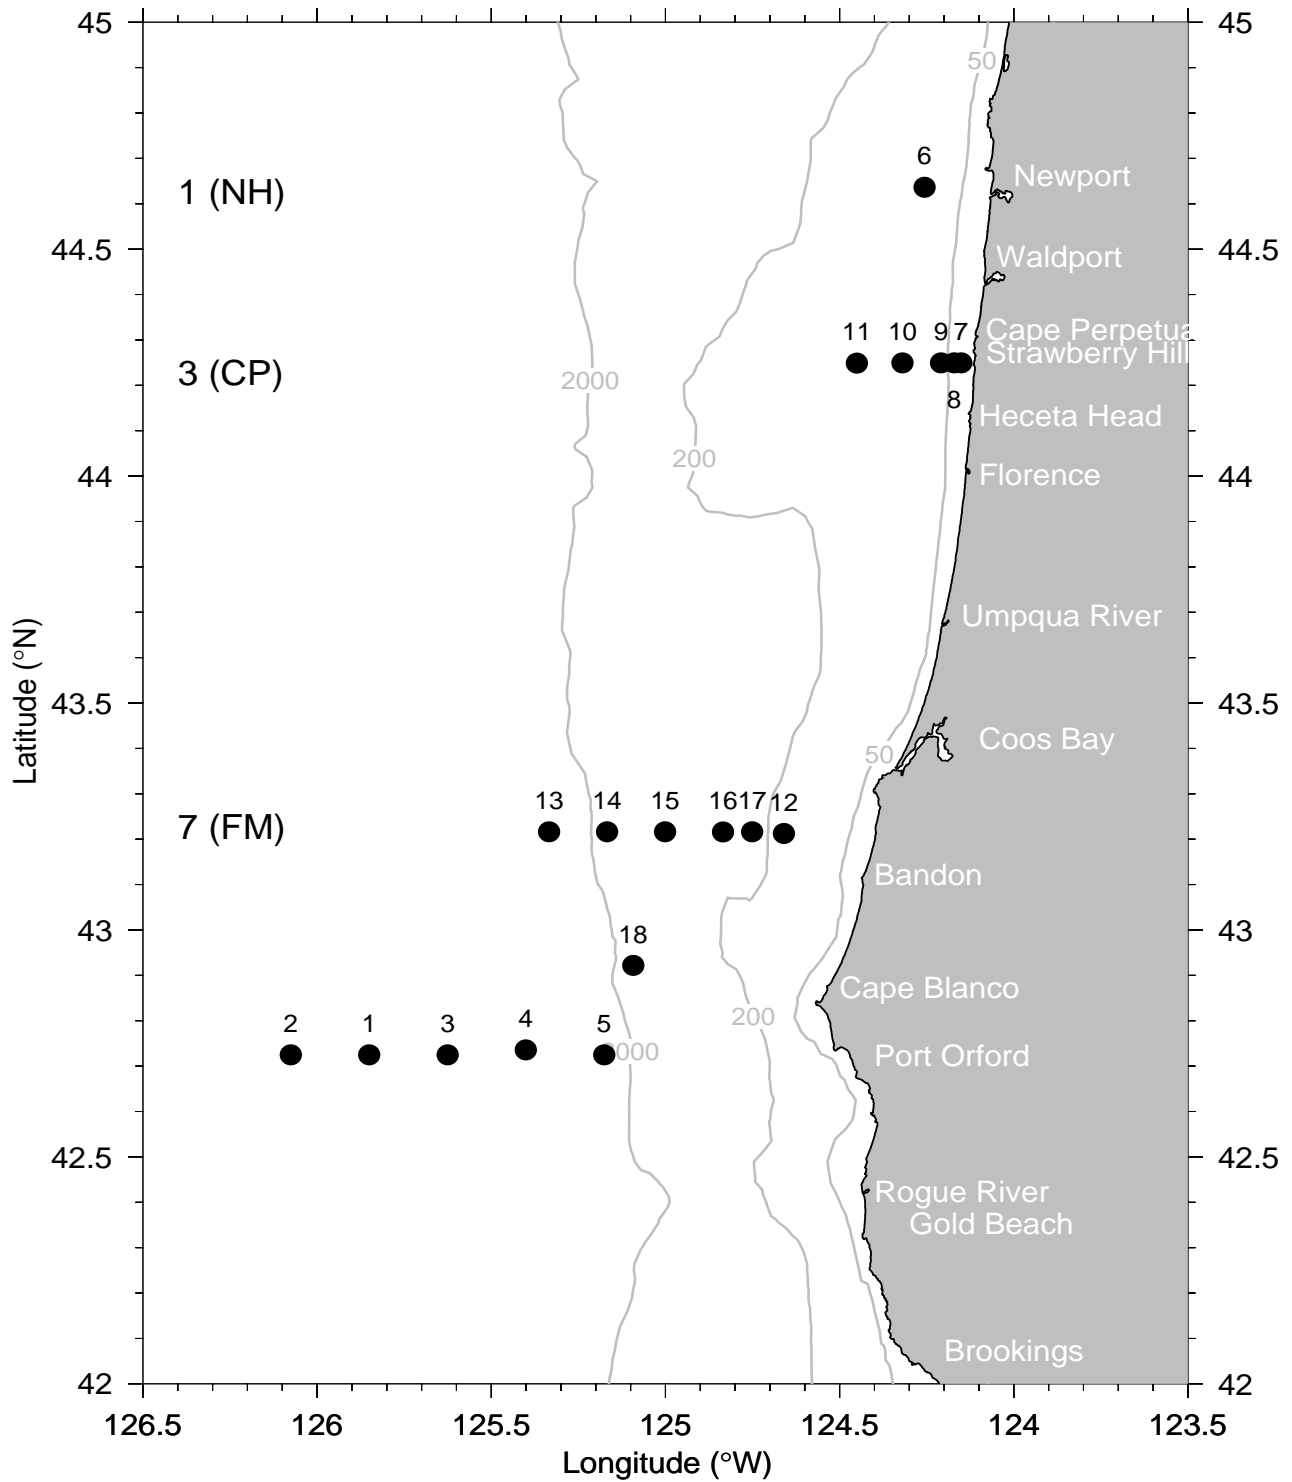 45 45
50
6
1 (NH)
Newport
44.5 44.5
Waldport
11 10 9 7
Cape Perpetua
Strawberry Hill
3 (CP)
2000
8
Heceta Head
200
44 Florence 44
Umpqua River
Latitude (°N)
43.5 43.5
Coos Bay
50
13 14 15 16 17 12
7 (FM)
Bandon
43 43
18
Cape Blanco
200
2 1 3 4 5
000
Port Orford
42.5 42.5
Rogue River
Gold Beach
Brookings
42 42
126.5 126 125.5 125 124.5 124 123.5
Longitude (°W)